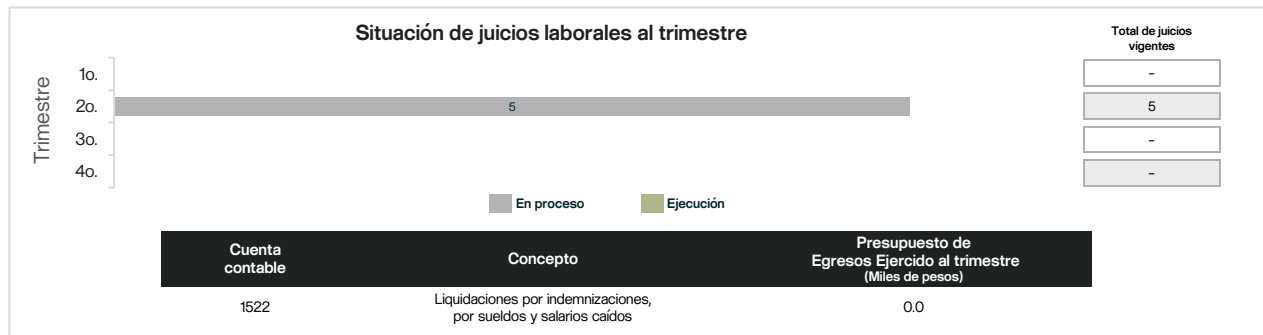 Situación de juicios laborales al trimestre
Total de juicios
vigentes
Trimestre
1o.
-
2o.
5
5
3o.
-
4o.
-
En proceso
Ejecución
Cuenta
contable
Concepto
Presupuesto de
Egresos Ejercido al trimestre
(Miles de pesos)
1522
Liquidaciones por indemnizaciones,
por sueldos y salarios caídos
0.0